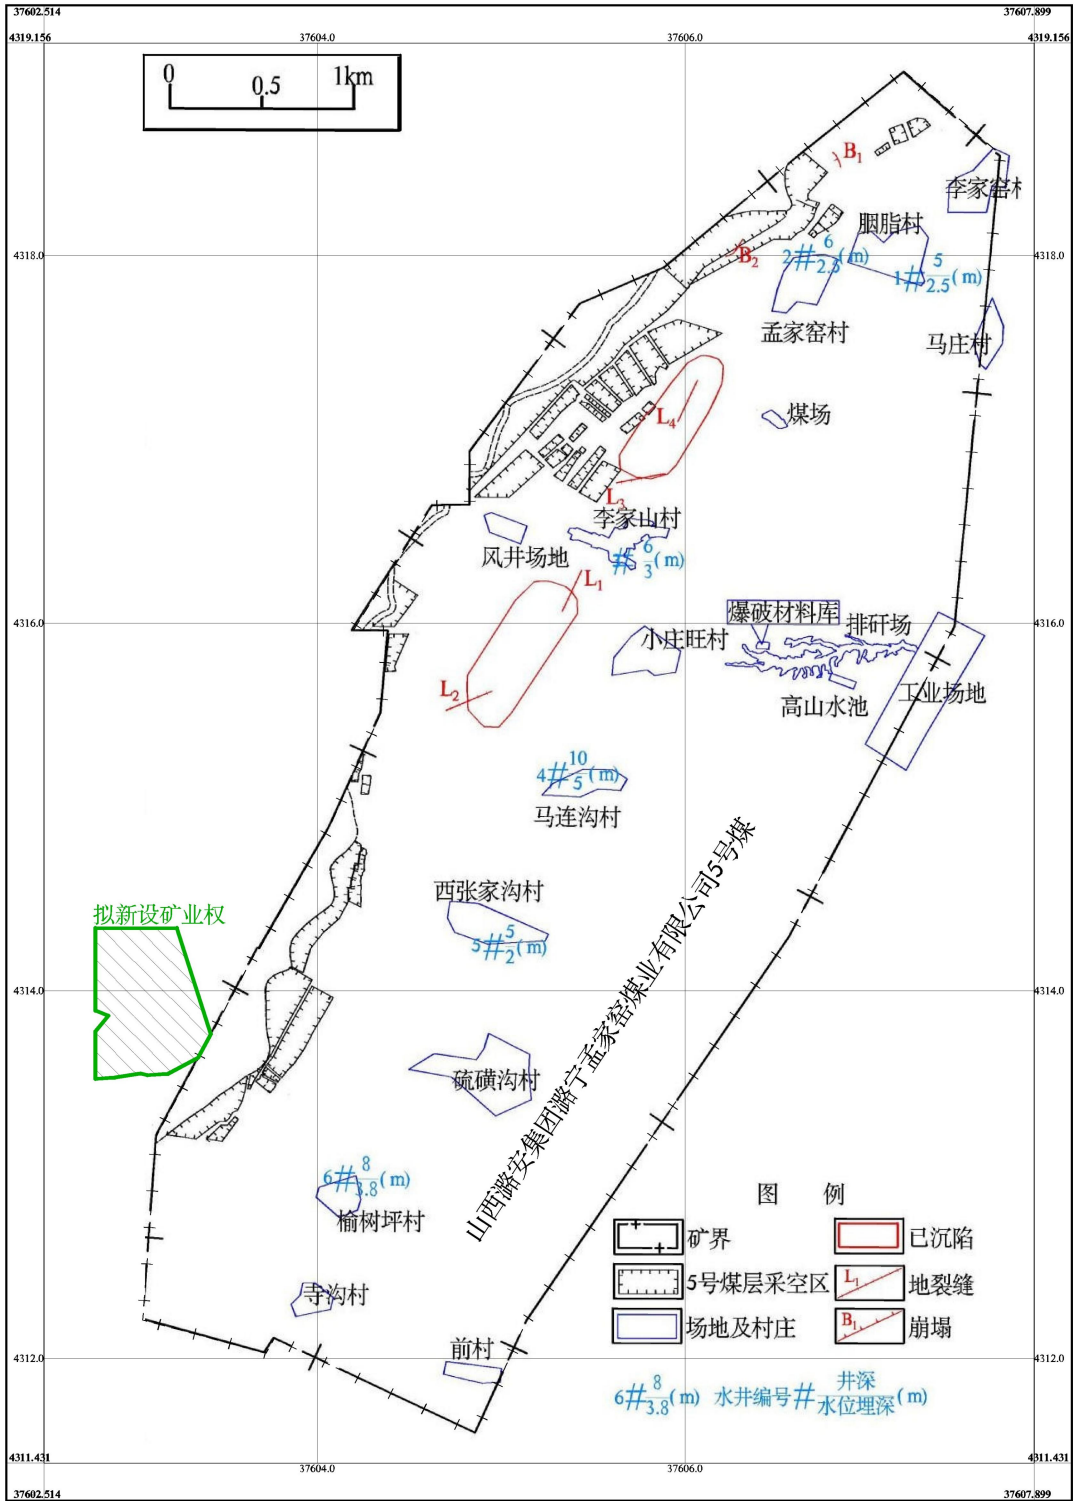 37602.514
37607.899
4319.156
37604.0
37606.0
4319.156
0
0.5
1km
B₁
李家窑村
胭脂村
4318.0
B₂
2#6/2.5(m)
1#5/2.5(m)
4318.0
孟家窑村
马庄村
L₄
煤场
L₃
李家山村
风井场地
#6/3(m)
L₁
4316.0
爆破材料库
排矸场
4316.0
小庄旺村
L₂
高山水池
工业场地
4#10/5(m)
马连沟村
西张家沟村
拟新设矿业权
5#5/2(m)
山西潞安集团潞宁孟家窑煤业有限公司5号煤
4314.0
4314.0
硫磺沟村
6#8/3.8(m)
榆树坪村
寺沟村
前村
图 例
矿界
已沉陷
5号煤层采空区
L₁
地裂缝
场地及村庄
B₁
崩塌
4312.0
4312.0
6#8/3.8(m) 水井编号#井深/水位埋深(m)
4311.431
37604.0
37606.0
4311.431
37602.514
37607.899